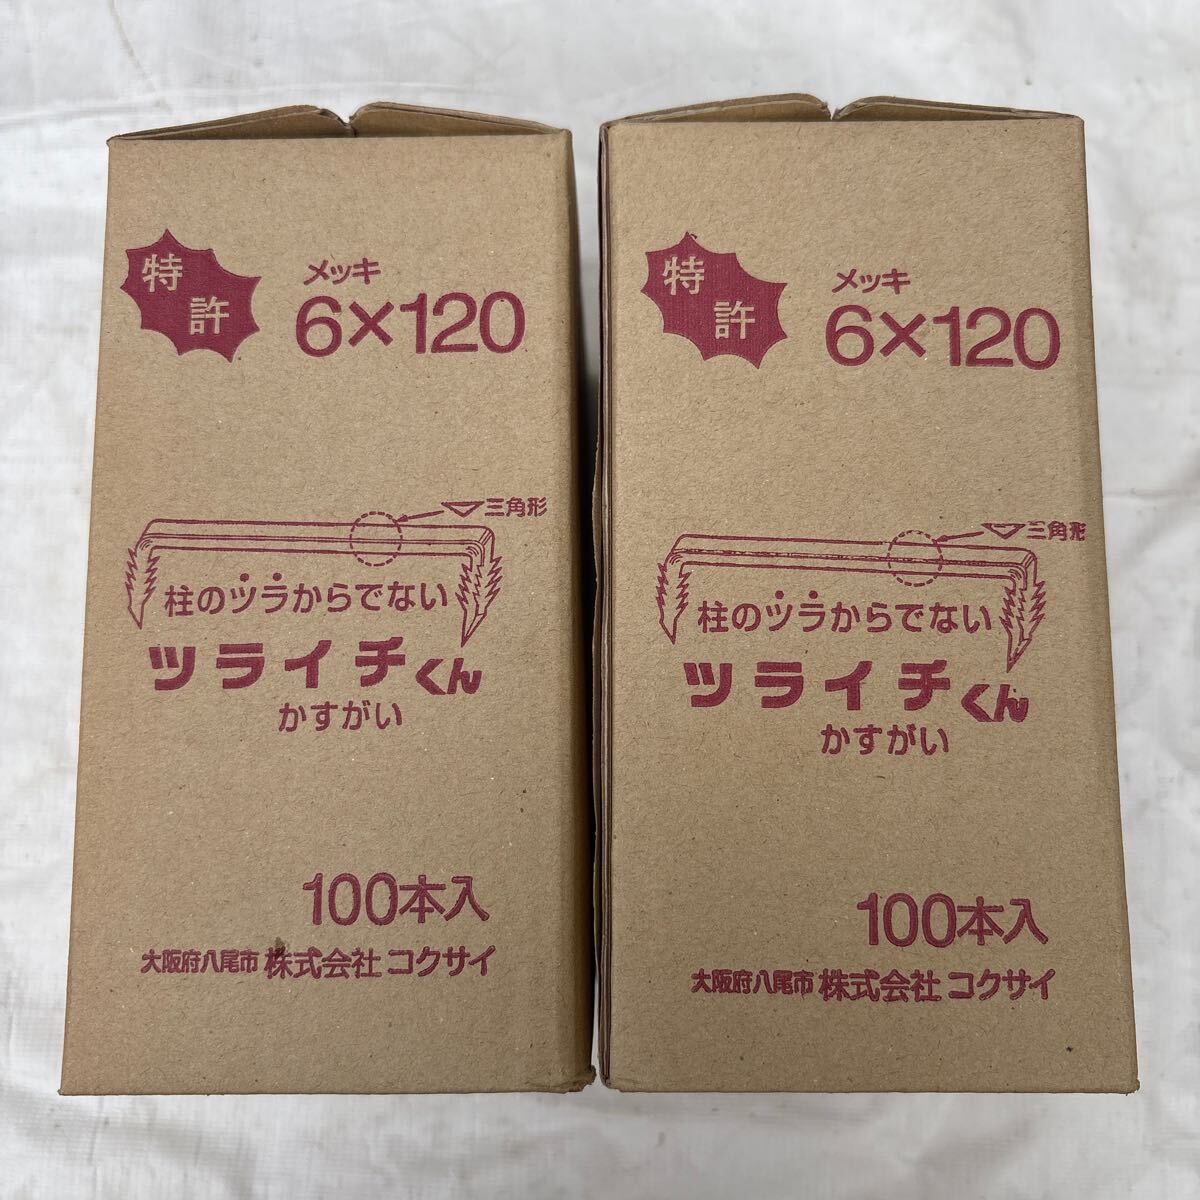 特許
メッキ
6×120
三角形
柱のツラからでない
ツライチくん
かすがい
100本入
大阪府八尾市 株式会社 コクサイ
特許
メッキ
6×120
三角形
柱のツラからでない
ツライチくん
かすがい
100本入
大阪府八尾市 株式会社 コクサイ